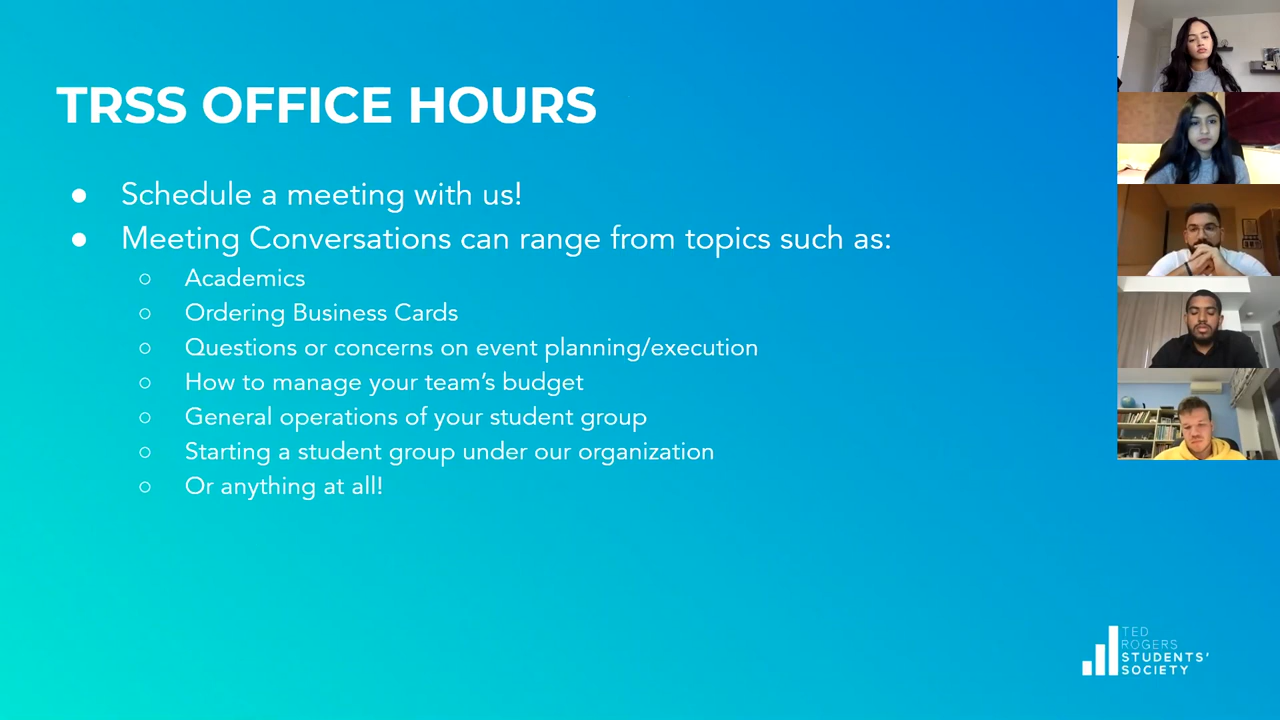 TRSS OFFICE HOURS
● Schedule a meeting with us!
● Meeting Conversations can range from topics such as:
○ Academics
○ Ordering Business Cards
○ Questions or concerns on event planning/execution
○ How to manage your team’s budget
○ General operations of your student group
○ Starting a student group under our organization
○ Or anything at all!
TED
ROGERS
STUDENTS’
SOCIETY